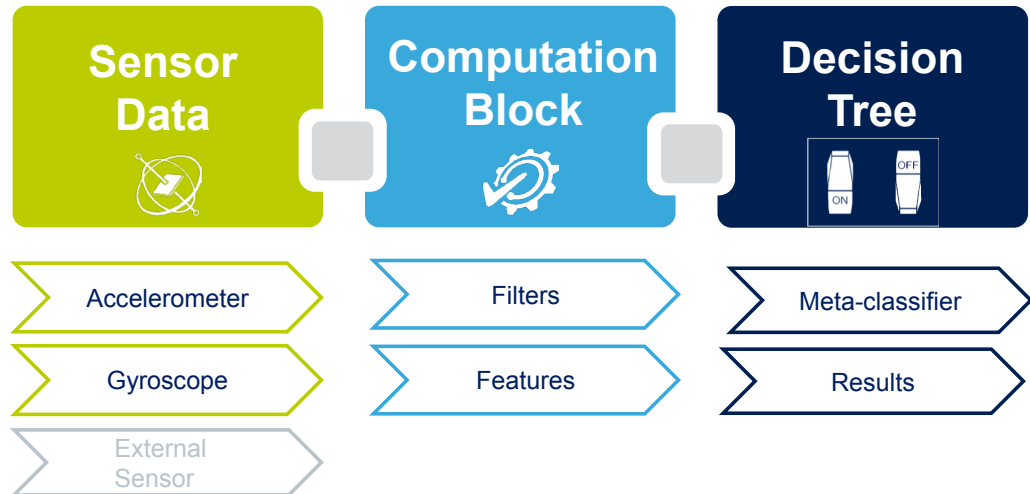 Sensor
Data
Computation
Block
Decision
Tree
ON
OFF
Accelerometer
Filters
Meta-classifier
Gyroscope
Features
Results
External
Sensor